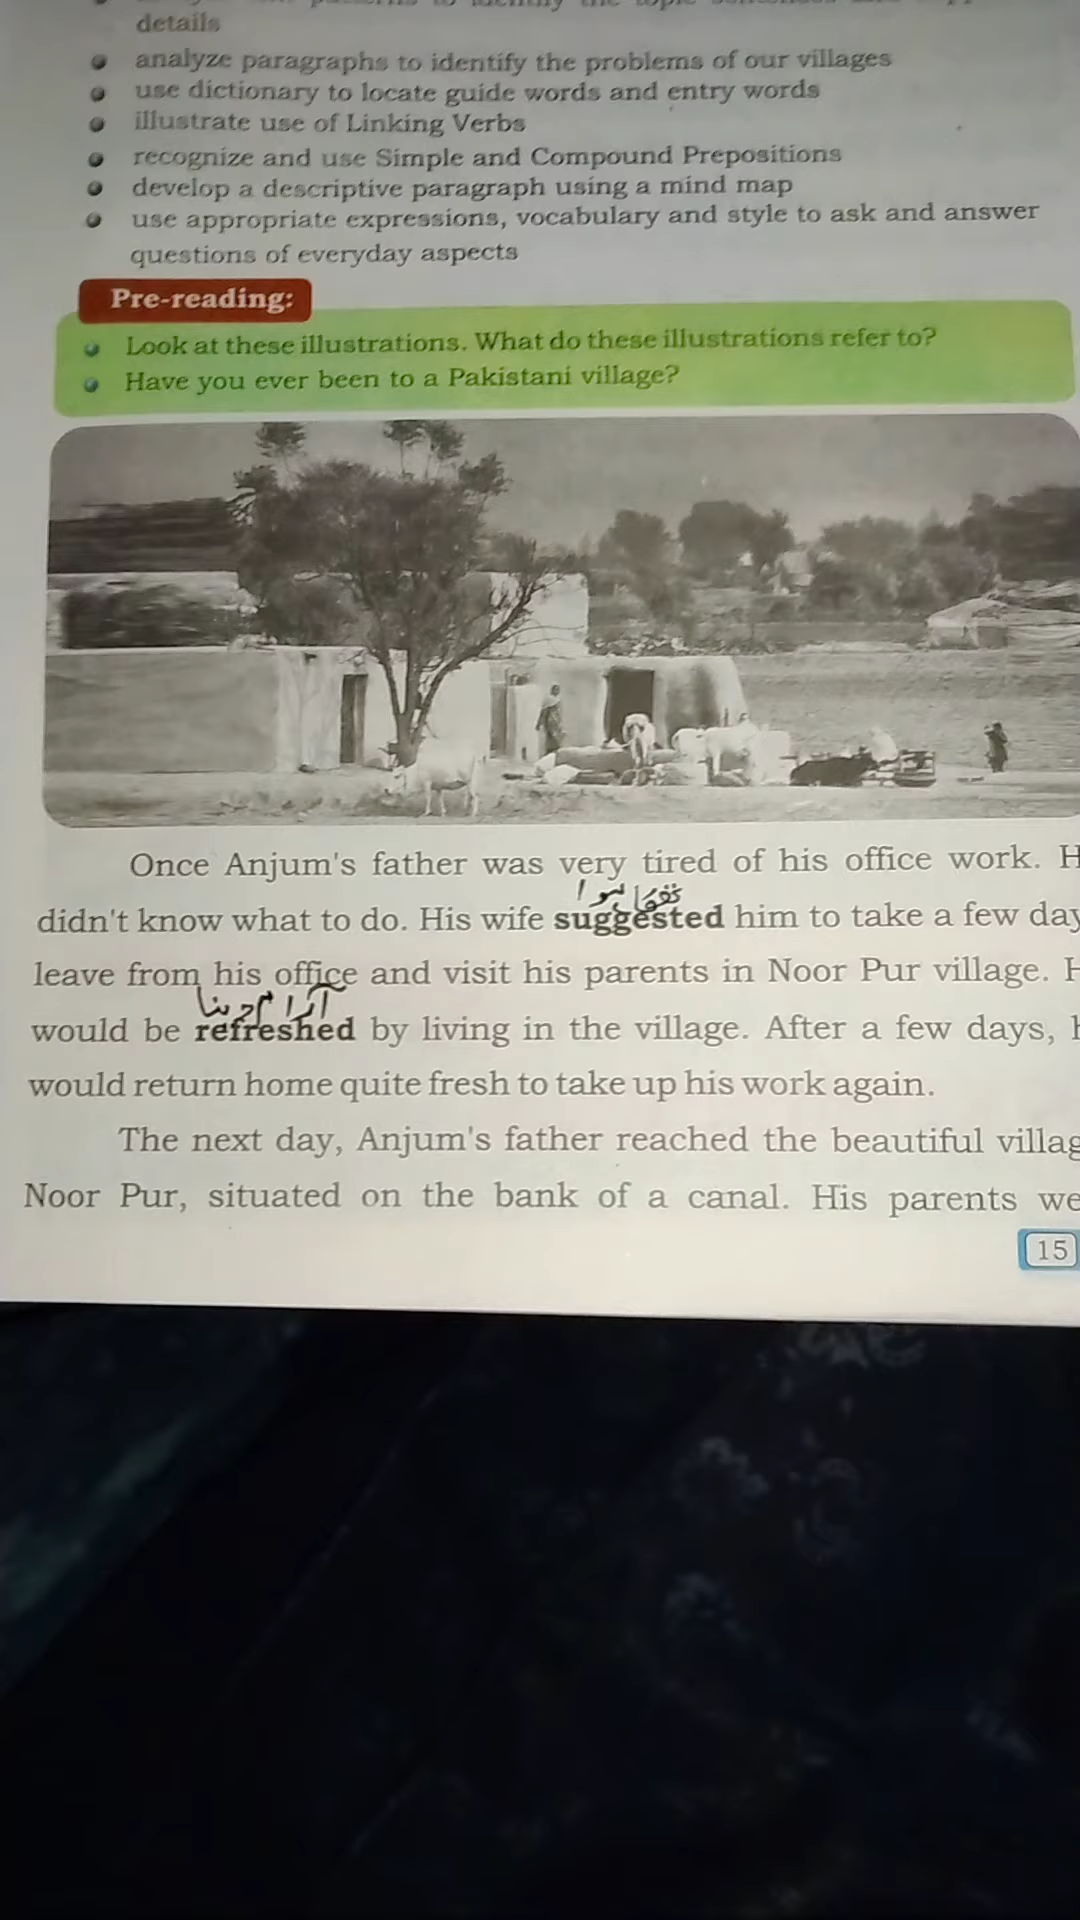 details
analyze paragraphs to identify the problems of our villages
use dictionary to locate guide words and entry words
illustrate use of Linking Verbs
recognize and use Simple and Compound Prepositions
develop a descriptive paragraph using a mind map
use appropriate expressions, vocabulary and style to ask and answer
questions of everyday aspects
Pre-reading:
Look at these illustrations. What do these illustrations refer to?
Have you ever been to a Pakistani village?
Once Anjum's father was very tired of his office work.
didn't know what to do. His wife suggested him to take a few
leave from his office and visit his parents in Noor Pur village.
would be refreshed by living in the village. After a few days,
would return home quite fresh to take up his work again.
The next day, Anjum's father reached the beautiful
Noor Pur, situated on the bank of a canal. His parents
15